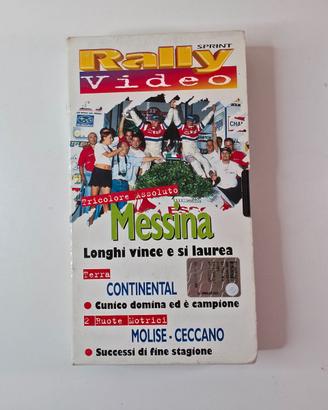 Rally
SPRINT
Video
CHA
Tricolore Assoluto
Messina
Longhi vince e si laurea
Terra
CONTINENTAL
Cunico domina ed è campione
2 Ruote Motrici
MOLISE - CECCANO
Successi di fine stagione